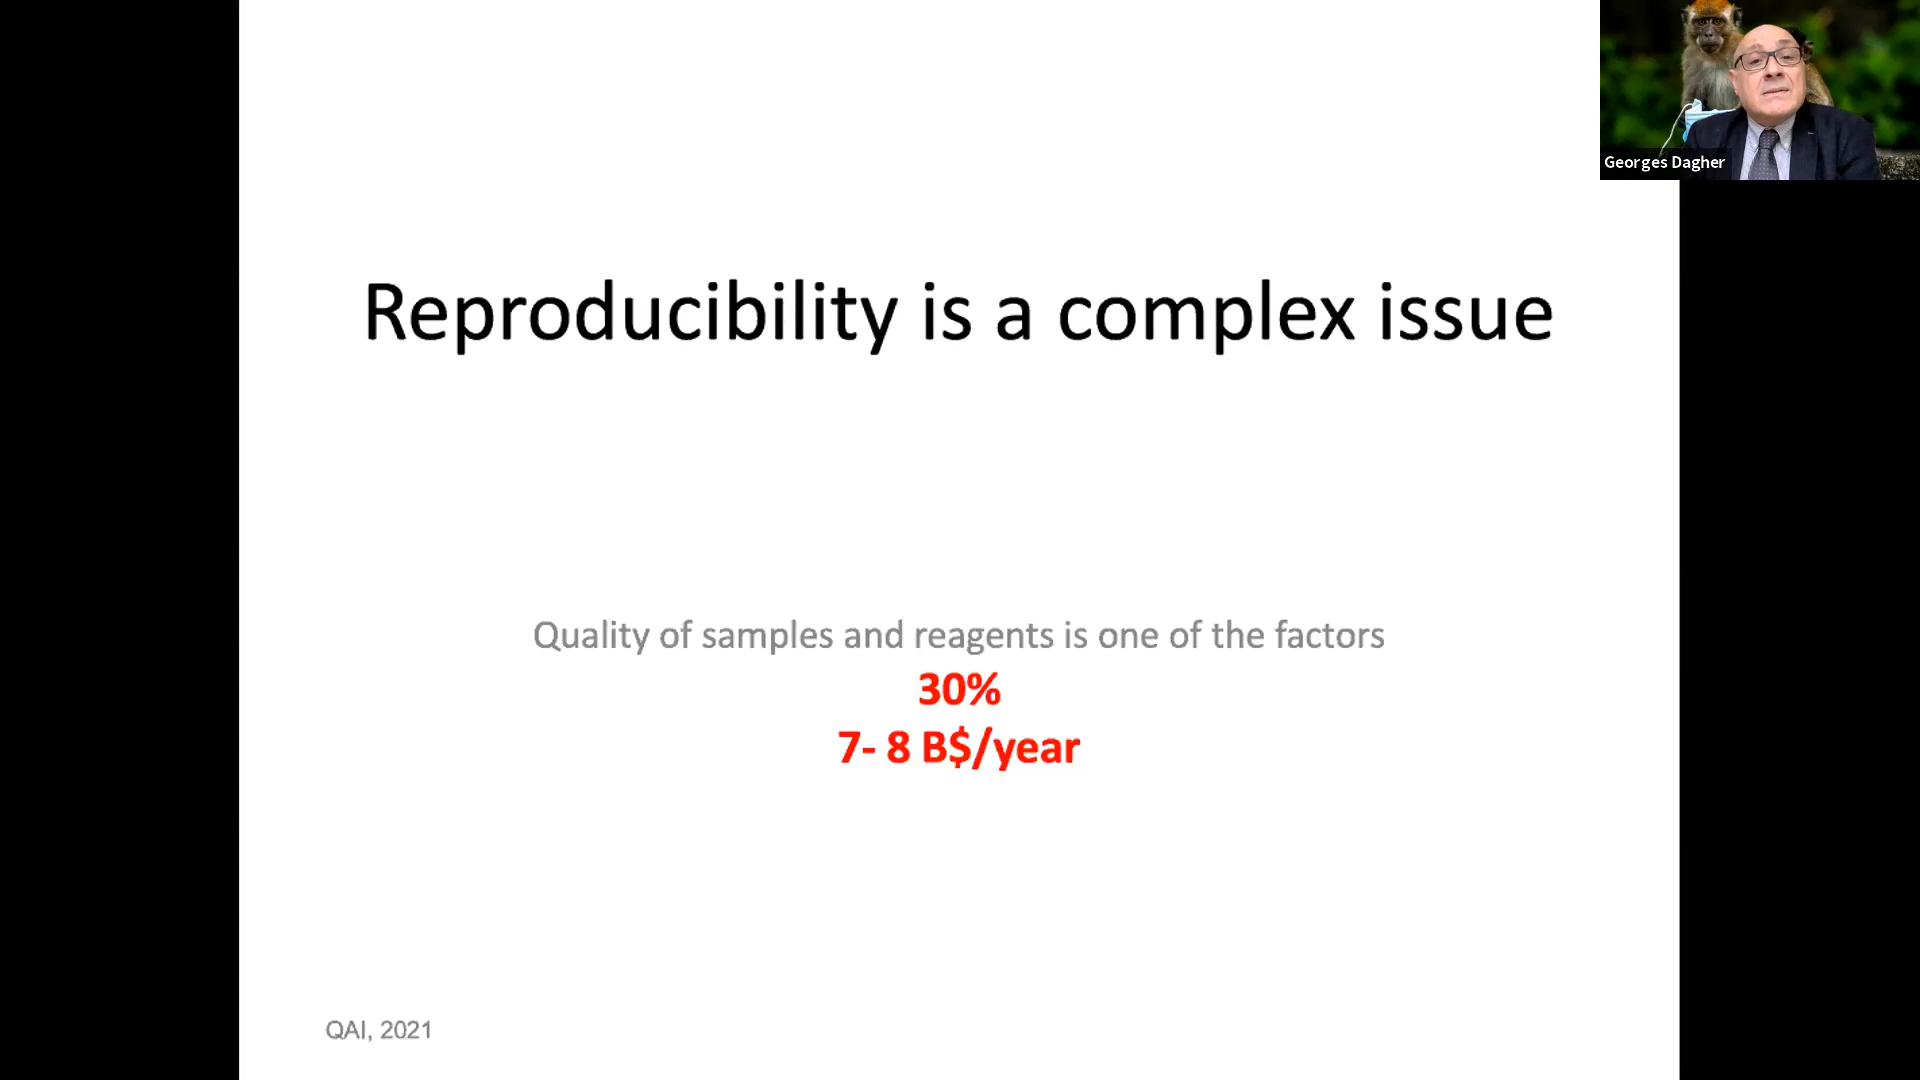 Georges Dagher
Reproducibility is a complex issue
Quality of samples and reagents is one of the factors
30%
7- 8 B$/year
QAI, 2021